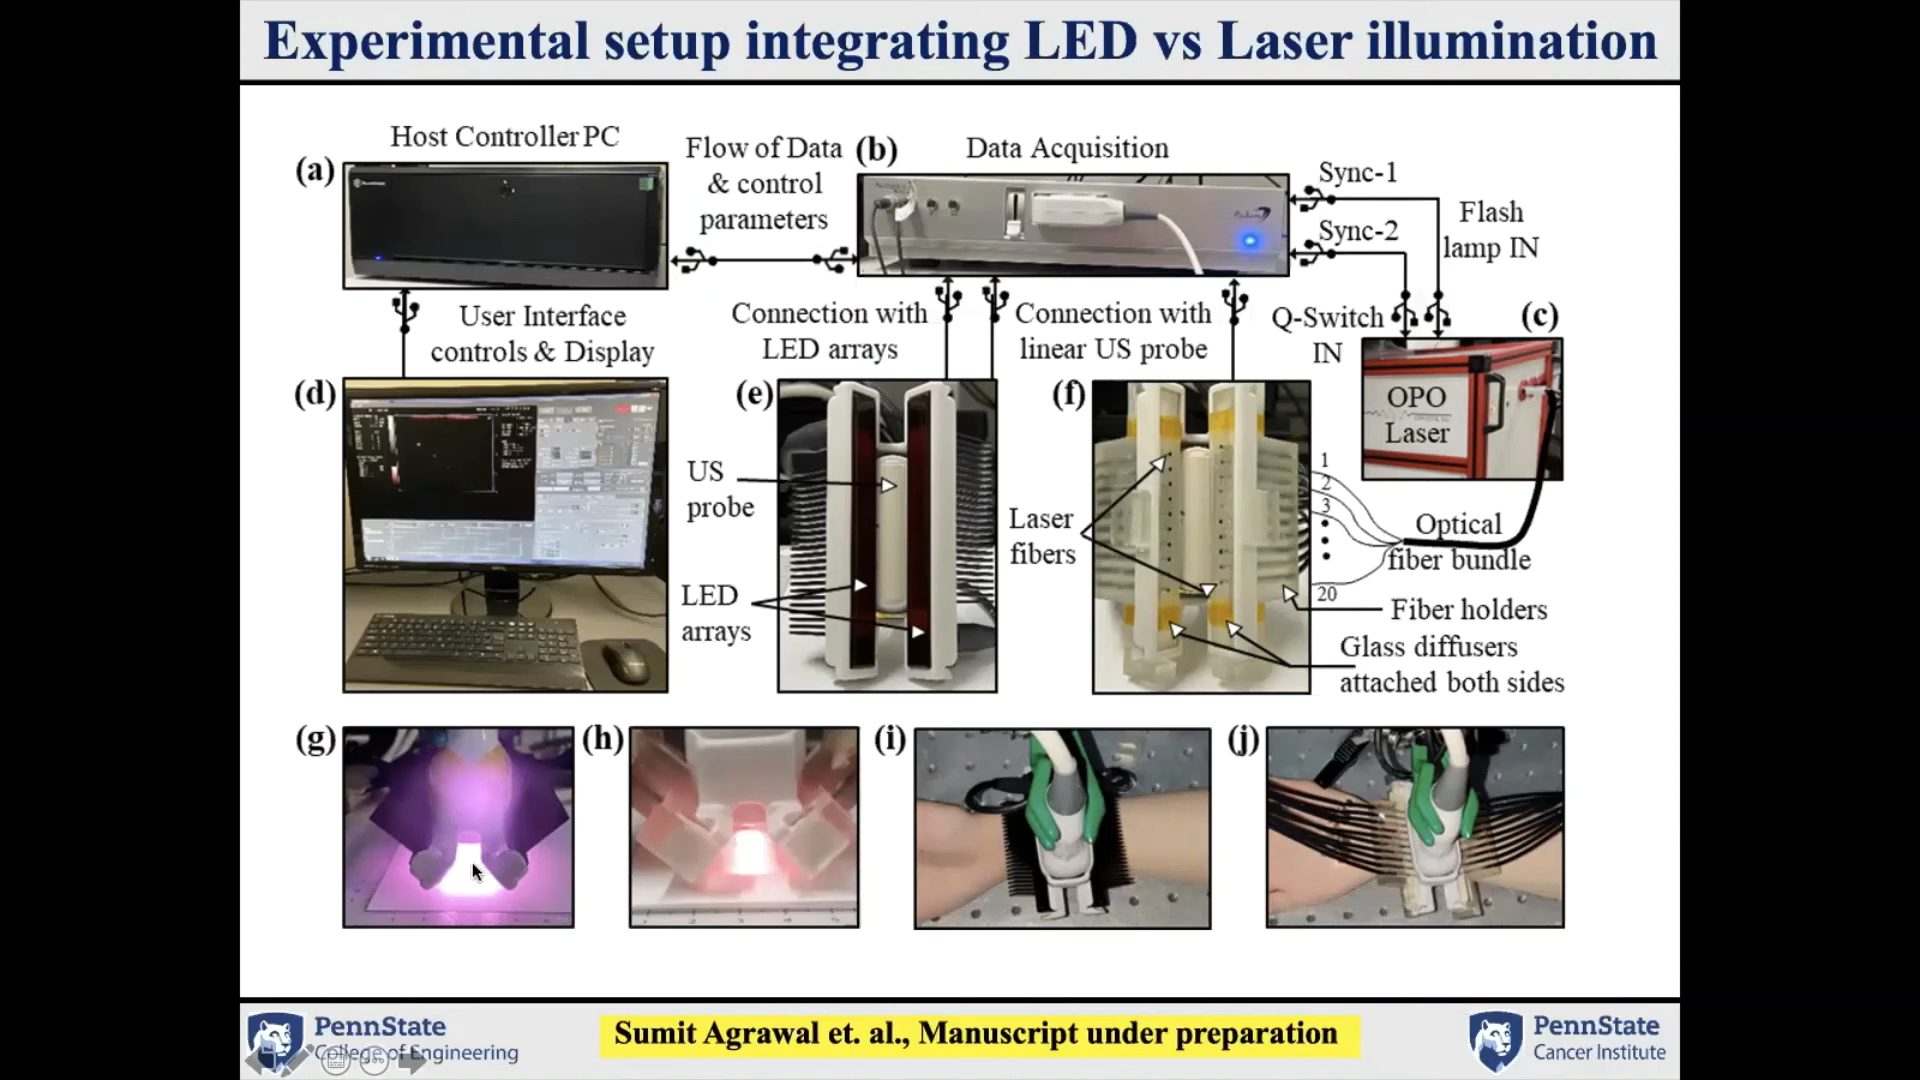 Experimental setup integrating LED vs Laser illumination
Host Controller PC
(a)
Flow of Data
& control
parameters
(b)
Data Acquisition
Sync-1
Sync-2
Flash
lamp IN
User Interface
controls & Display
Connection with
LED arrays
Connection with
linear US probe
Q-Switch
IN
(c)
OPO
Laser
(d)
(e)
US
probe
LED
arrays
(f)
Laser
fibers
1
2
3
20
Optical
fiber bundle
Fiber holders
Glass diffusers
attached both sides
(g)
(h)
(i)
(j)
PennState
College of Engineering
Sumit Agrawal et. al., Manuscript under preparation
PennState
Cancer Institute